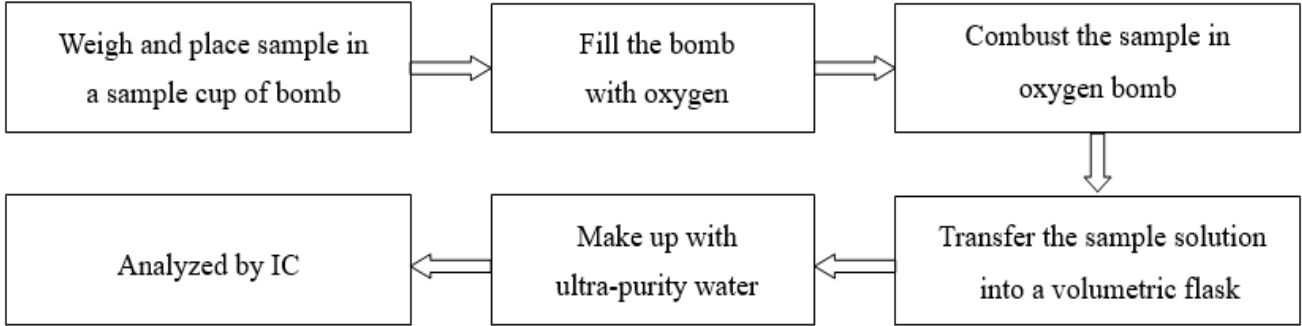 Weigh and place sample in
a sample cup of bomb
Fill the bomb
with oxygen
Combust the sample in
oxygen bomb
Transfer the sample solution
into a volumetric flask
Make up with
ultra-purity water
Analyzed by IC